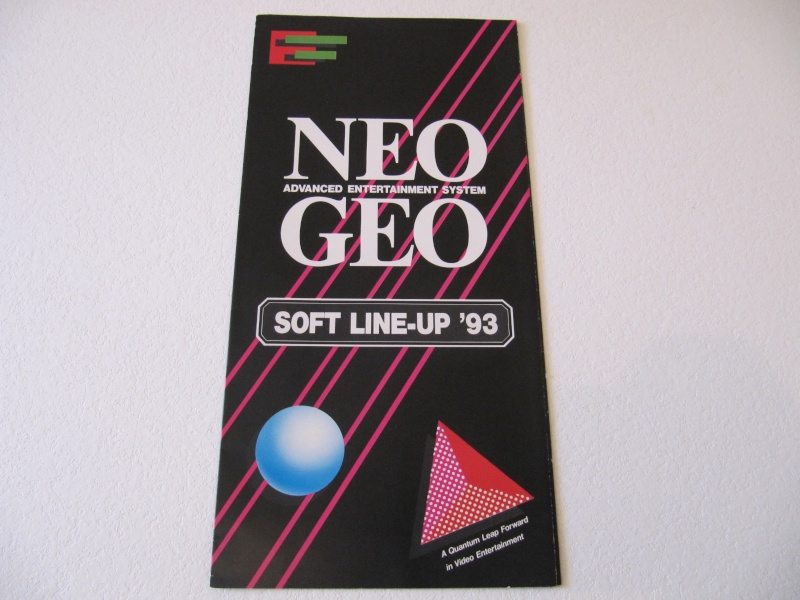 NEO
ADVANCED ENTERTAINMENT SYSTEM
GEO
SOFT LINE-UP '93
A Quantum Leap Forward
in Video Entertainment